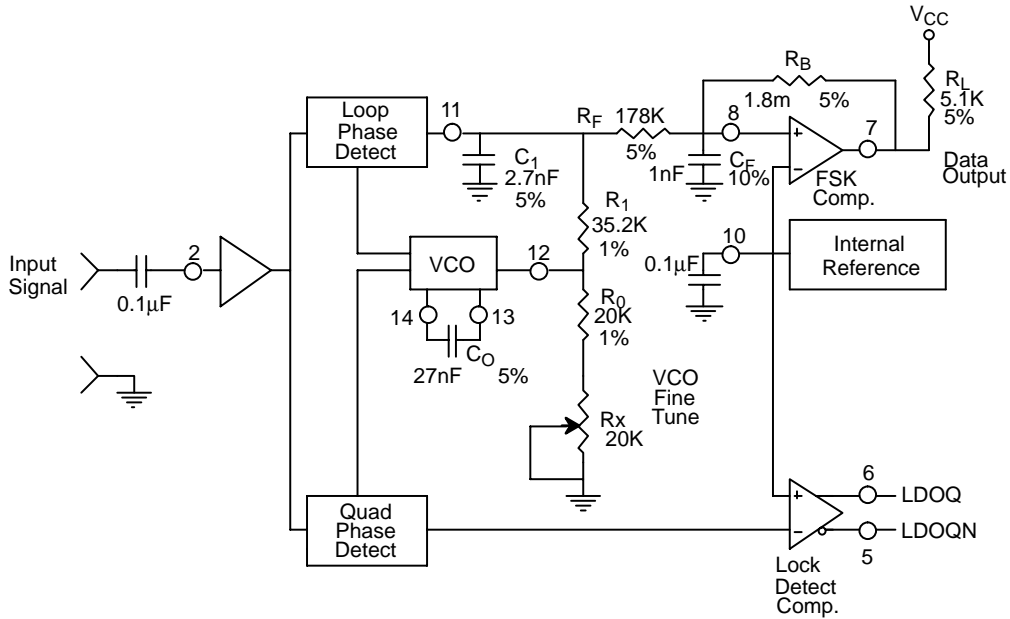 VCC
RB
1.8m 5%
RL
5.1K
5%
Loop
Phase
Detect
11
RF 178K
5%
8
7
+
−
FSK
Comp.
Data
Output
C1
2.7nF
5%
1nF
CF
10%
R1
35.2K
1%
10
0.1µF
Internal
Reference
Input
Signal
0.1µF
2
VCO
12
14
13
CO
27nF 5%
R0
20K
1%
VCO
Fine
Tune
Rx
20K
Quad
Phase
Detect
+
−
6
LDOQ
LDOQN
5
Lock
Detect
Comp.